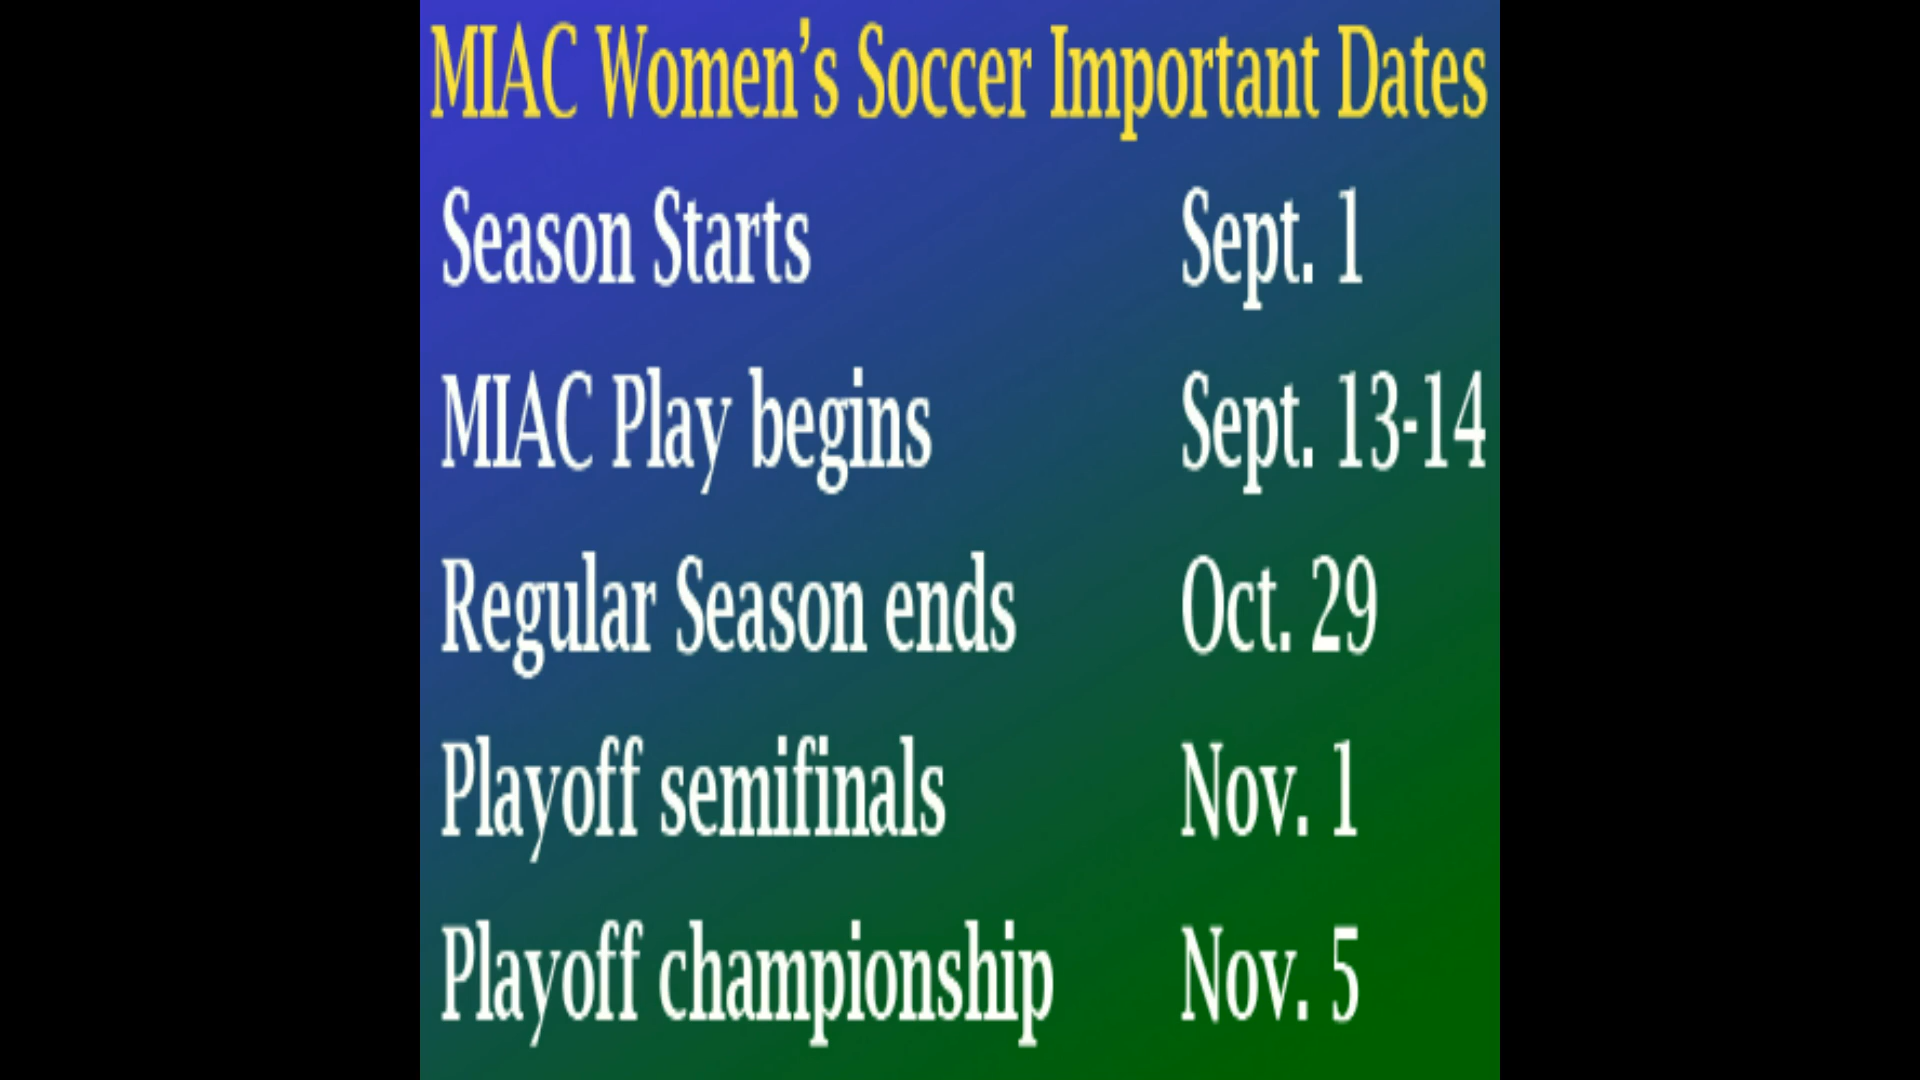 MIAC Women’s Soccer Important Dates
Season Starts Sept. 1
MIAC Play begins Sept. 13-14
Regular Season ends Oct. 29
Playoff semifinals Nov. 1
Playoff championship Nov. 5